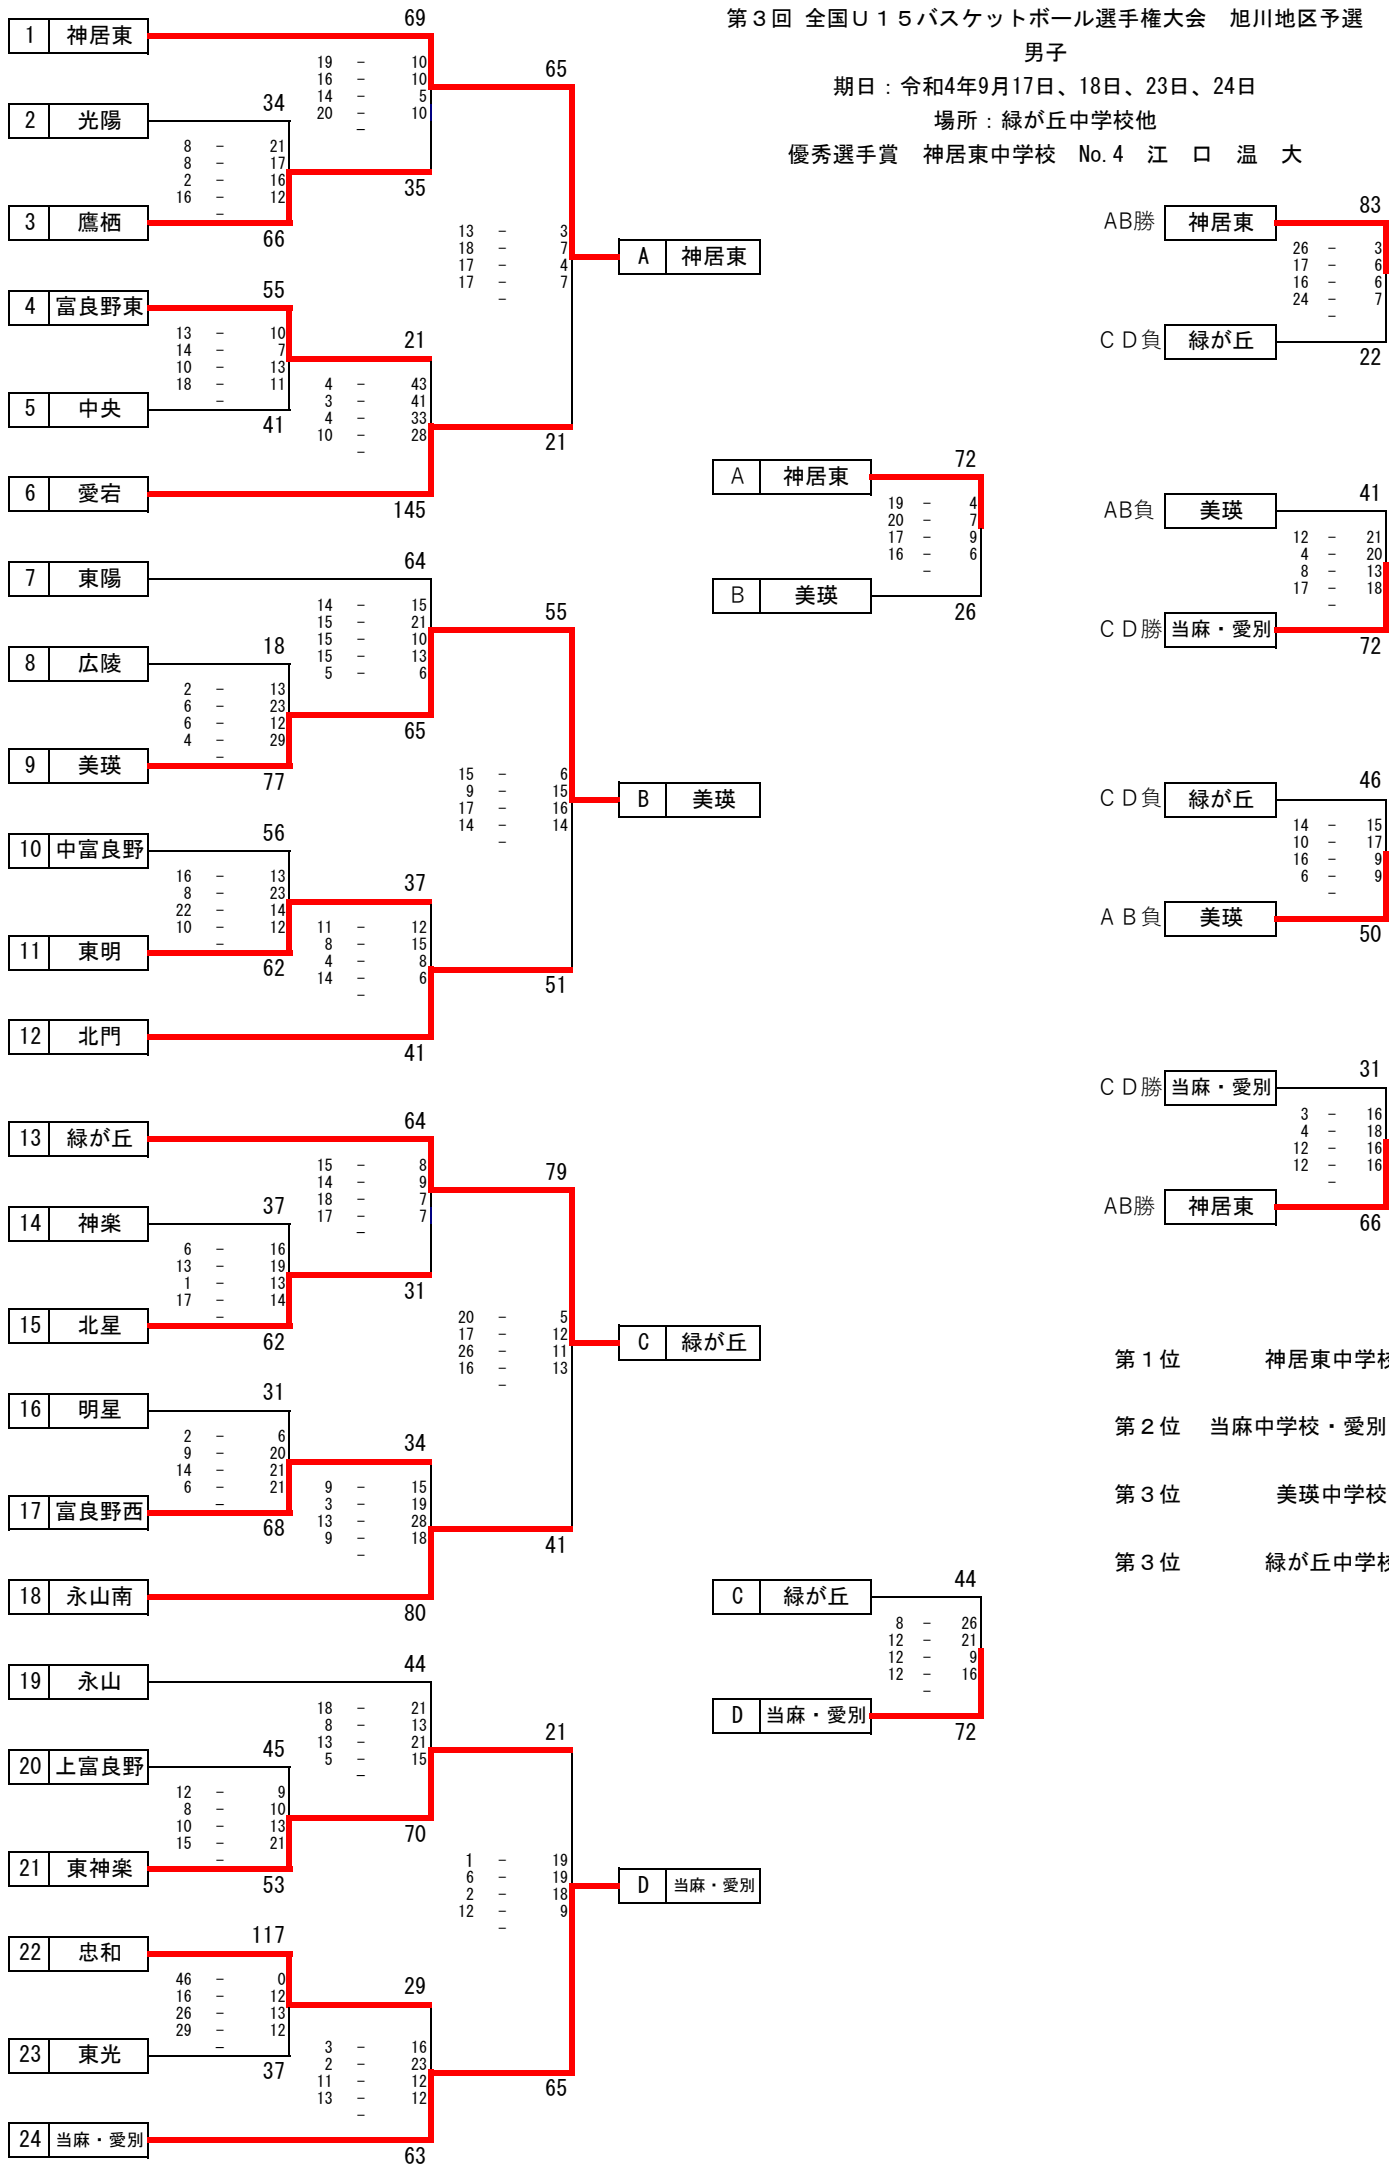 第３回 全国Ｕ１５バスケットボール選手権大会　旭川地区予選
男子
期日：令和4年9月17日、18日、23日、24日
場所：緑が丘中学校他
優秀選手賞　神居東中学校　No.4　江　口　温　大
1 神居東
69
19 － 10
16 － 10
14 － 5
20 － 10
－
65
2 光陽
34
8 － 21
8 － 17
2 － 16
16 － 12
－
35
3 鷹栖
66
13 － 3
18 － 7
17 － 4
17 － 7
－
A 神居東
4 富良野東
55
13 － 10
14 － 7
10 － 13
18 － 11
－
21
5 中央
41
4 － 43
3 － 41
4 － 33
10 － 28
－
21
6 愛宕
145
7 東陽
64
14 － 15
15 － 21
15 － 10
15 － 13
5 － 6
55
8 広陵
18
2 － 13
6 － 23
6 － 12
4 － 29
－
65
9 美瑛
77
15 － 6
9 － 15
17 － 16
14 － 14
－
B 美瑛
10 中富良野
56
16 － 13
8 － 23
22 － 14
10 － 12
－
37
11 東明
62
11 － 12
8 － 15
4 － 8
14 － 6
－
51
12 北門
41
13 緑が丘
64
15 － 8
14 － 9
18 － 7
17 － 7
－
79
14 神楽
37
6 － 16
13 － 19
1 － 13
17 － 14
－
31
15 北星
62
20 － 5
17 － 12
26 － 11
16 － 13
－
C 緑が丘
16 明星
31
2 － 6
9 － 20
14 － 21
6 － 21
－
34
17 富良野西
68
9 － 15
3 － 19
13 － 28
9 － 18
－
41
18 永山南
80
19 永山
44
18 － 21
8 － 13
13 － 21
5 － 15
－
21
20 上富良野
45
12 － 9
8 － 10
10 － 13
15 － 21
－
70
21 東神楽
53
1 － 19
6 － 19
2 － 18
12 － 9
－
D 当麻・愛別
22 忠和
117
46 － 0
16 － 12
26 － 13
29 － 12
－
29
23 東光
37
3 － 16
2 － 23
11 － 12
13 － 12
－
65
24 当麻・愛別
63
A 神居東
72
19 － 4
20 － 7
17 － 9
16 － 6
－
B 美瑛
26
C 緑が丘
44
8 － 26
12 － 21
12 － 9
12 － 16
－
D 当麻・愛別
72
AB勝 神居東
83
26 － 3
17 － 6
16 － 6
24 － 7
－
ＣＤ負 緑が丘
22
AB負 美瑛
41
12 － 21
4 － 20
8 － 13
17 － 18
－
ＣＤ勝 当麻・愛別
72
ＣＤ負 緑が丘
46
14 － 15
10 － 17
16 － 9
6 － 9
－
ＡＢ負 美瑛
50
ＣＤ勝 当麻・愛別
31
3 － 16
4 － 18
12 － 16
12 － 16
－
AB勝 神居東
66
第１位　神居東中学校
第２位　当麻中学校・愛別
第３位　美瑛中学校
第３位　緑が丘中学校